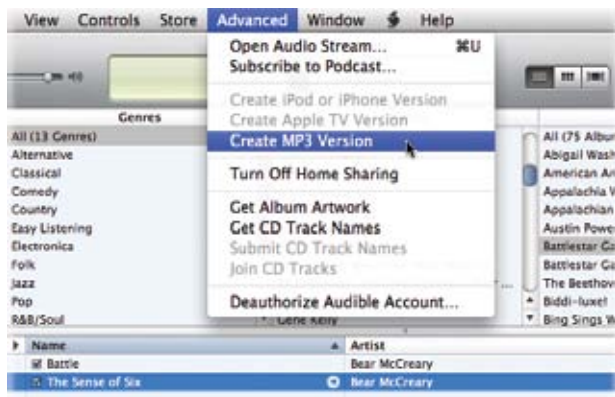 View Controls Store Advanced Window Help
Open Audio Stream... ⌘U
Subscribe to Podcast...
Create iPod or iPhone Version
Create Apple TV Version
Create MP3 Version
Turn Off Home Sharing
Get Album Artwork
Get CD Track Names
Submit CD Track Names
Join CD Tracks
Deauthorize Audible Account...
Genres
All (13 Genres)
Alternative
Classical
Comedy
Country
Easy Listening
Electronica
Folk
Jazz
Pop
R&B/Soul
Gene Kelly
...
All (75 Album
Abigail Wash
American An
Appalachia
Appalachian
Austin Power
Battlestar Ga
Battlestar Ga
The Beethov
Biddi-luxe!
Bing Sings W
Name Artist
Battle Bear McCreary
The Sense of Six Bear McCreary